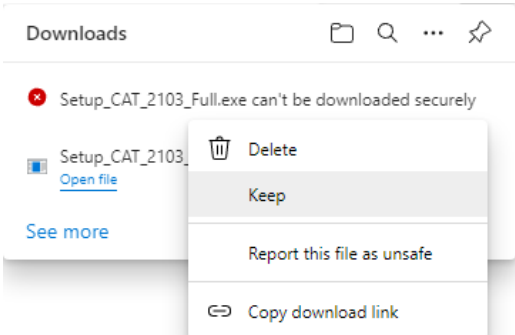 Downloads
Setup_CAT_2103_Full.exe can't be downloaded securely
Setup_CAT_2103_
Open file
See more
Delete
Keep
Report this file as unsafe
Copy download link